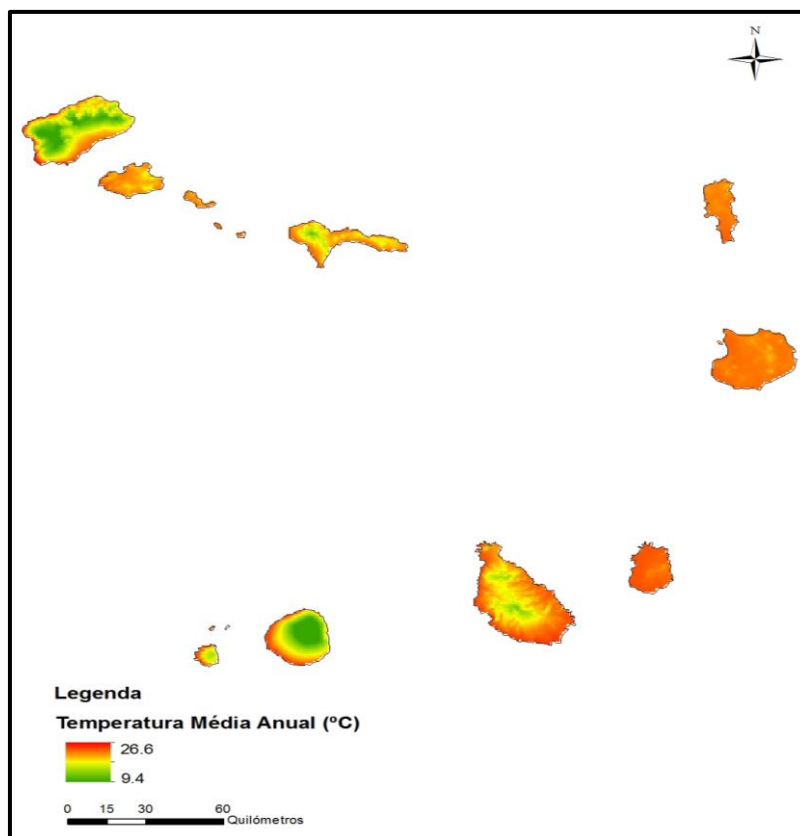 N
Legenda
Temperatura Média Anual (ºC)
26.6
9.4
0 15 30 60
Quilómetros